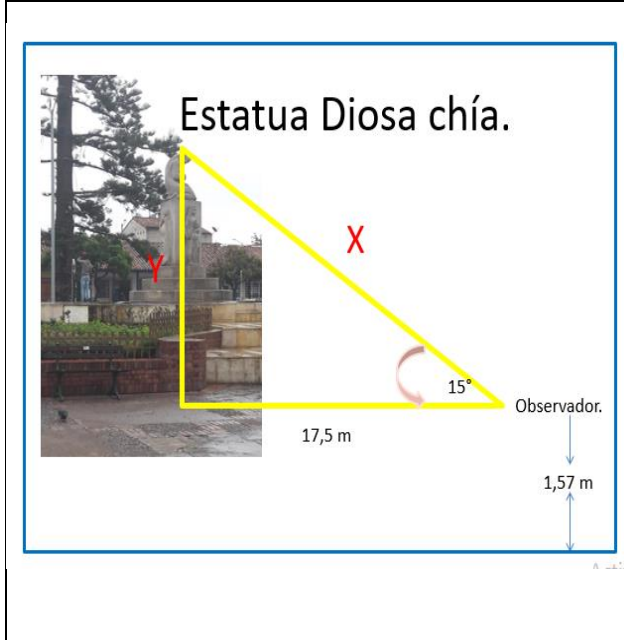 Estatua Diosa chía.
X
Y
15°
Observador.
17,5 m
1,57 m